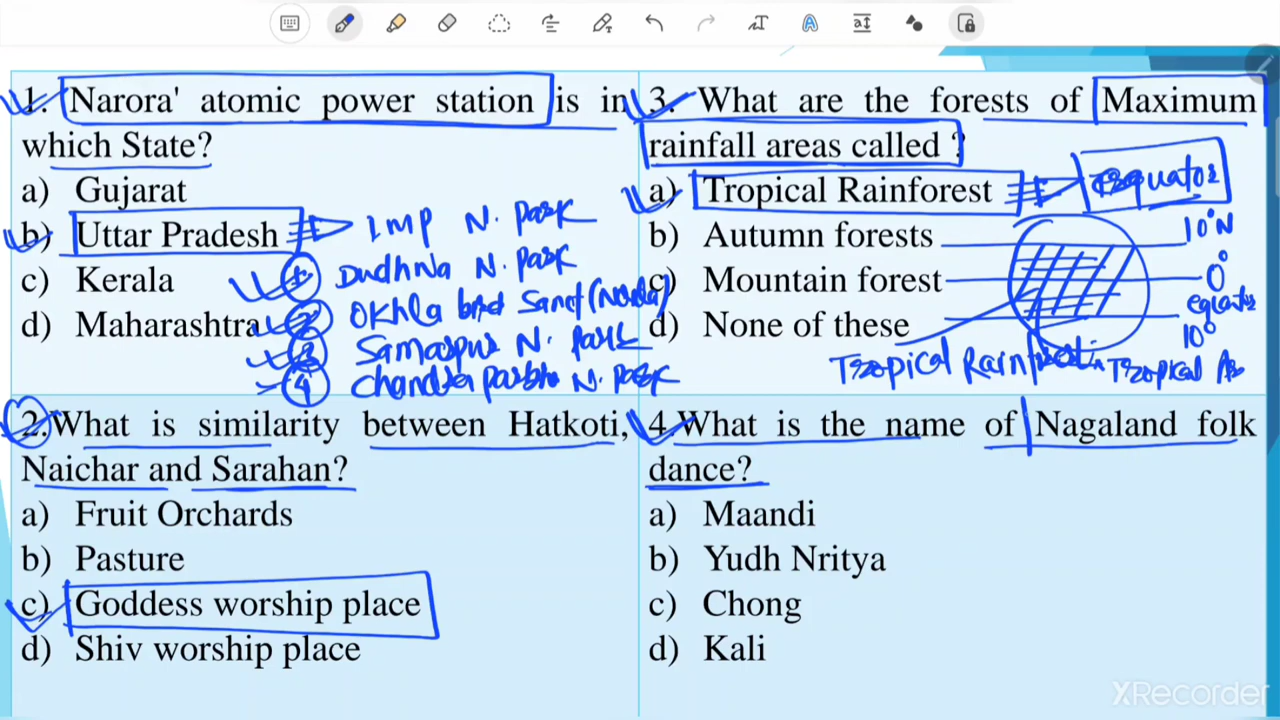 1. Narora' atomic power station is in
which State?
a) Gujarat
b) Uttar Pradesh
c) Kerala
d) Maharashtra
IMP N. Park
1 Dudhwa N. Park
2 Okhla bird Sanct (Noida)
3 Samaspur N. Park
4 Chandra Parbha N. Park
2.What is similarity between Hatkoti,
Naichar and Sarahan?
a) Fruit Orchards
b) Pasture
c) Goddess worship place
d) Shiv worship place
3. What are the forests of Maximum
rainfall areas called ?
a) Tropical Rainforest
b) Autumn forests
c) Mountain forest
d) None of these
10°N
0°
equator
10°
Tropical Rainforest in Tropical
4.What is the name of Nagaland folk
dance?
a) Maandi
b) Yudh Nritya
c) Chong
d) Kali
XRecorder